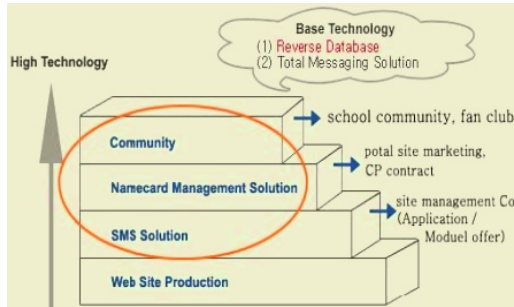 Base Technology
(1) Reverse Database
(2) Total Messaging Solution
High Technology
school community, fan club
Community
potal site marketing,
CP contract
Namecard Management Solution
site management Co
(Application /
Moduel offer)
SMS Solution
Web Site Production